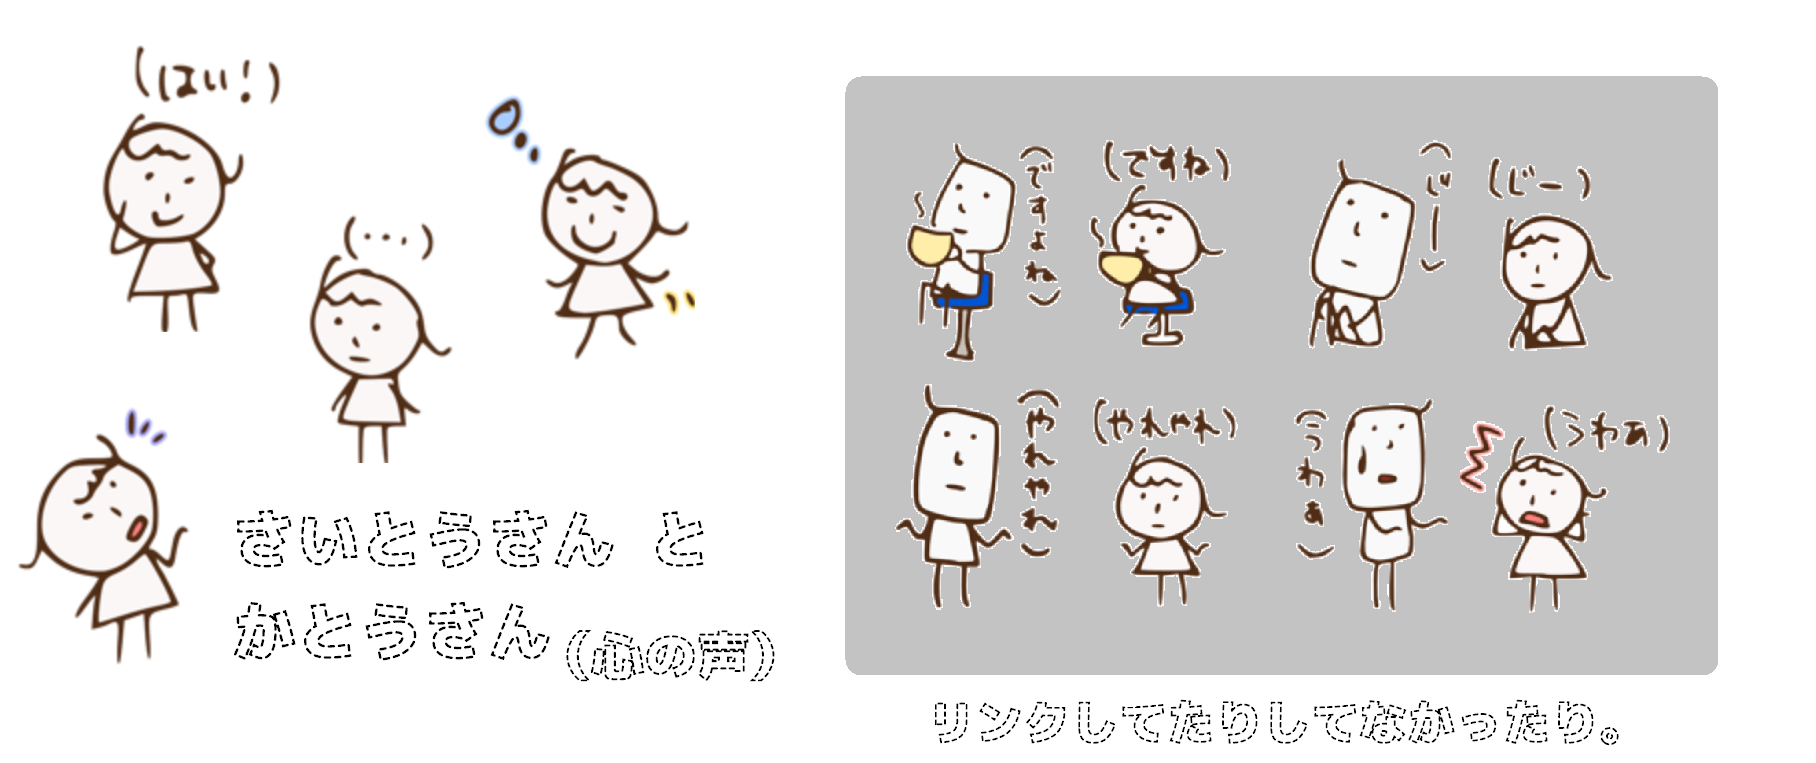 (はい!)
(・・・)
さいとうさん と
かとうさん(心の声)
(ですよね)
(ですね)
(じー)
(じー)
(やれやれ)
(やれやれ)
(うわぁ)
(うわぁ)
リンクしてたりしてなかったり。